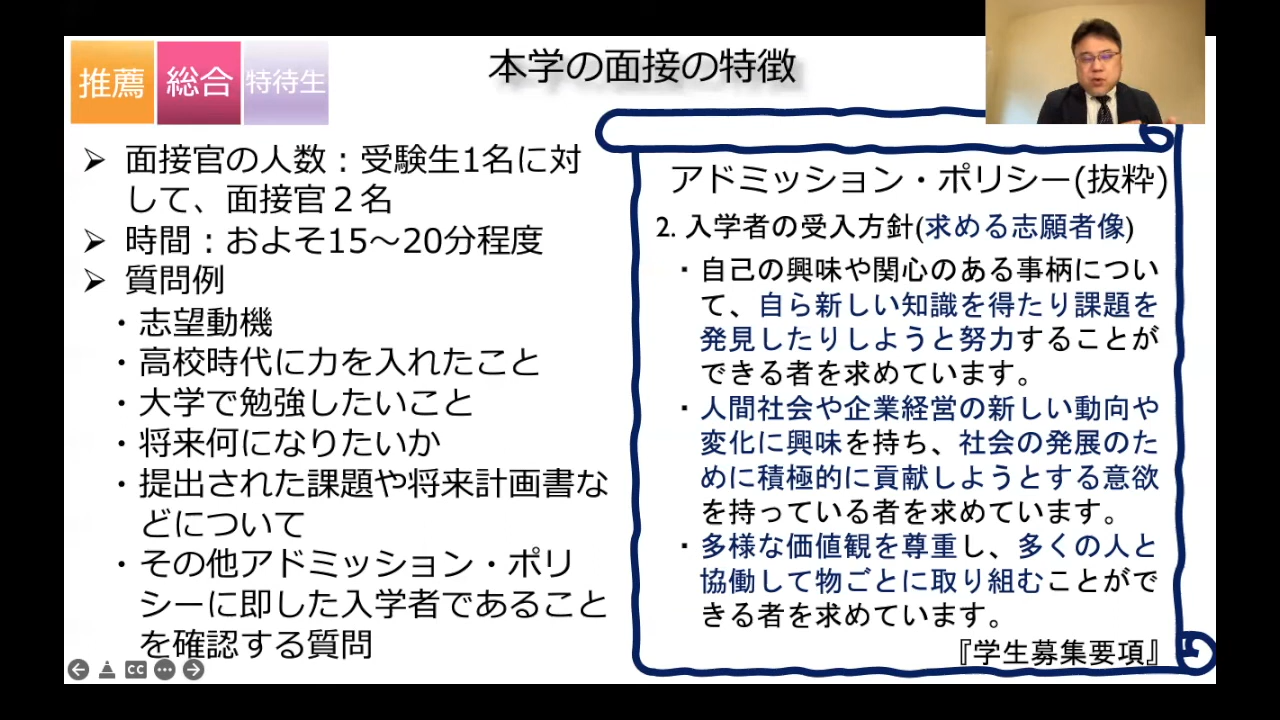 推薦 総合 特待生
本学の面接の特徴
➢ 面接官の人数：受験生1名に対
して、面接官２名
➢ 時間：およそ15～20分程度
➢ 質問例
・志望動機
・高校時代に力を入れたこと
・大学で勉強したいこと
・将来何になりたいか
・提出された課題や将来計画書な
どについて
・その他アドミッション・ポリ
シーに即した入学者であること
を確認する質問
アドミッション・ポリシー(抜粋)
2. 入学者の受入方針(求める志願者像)
・自己の興味や関心のある事柄につい
て、自ら新しい知識を得たり課題を
発見したりしようと努力することが
できる者を求めています。
・人間社会や企業経営の新しい動向や
変化に興味を持ち、社会の発展のた
めに積極的に貢献しようとする意欲
を持っている者を求めています。
・多様な価値観を尊重し、多くの人と
協働して物ごとに取り組むことがで
きる者を求めています。
『学生募集要項』
CC